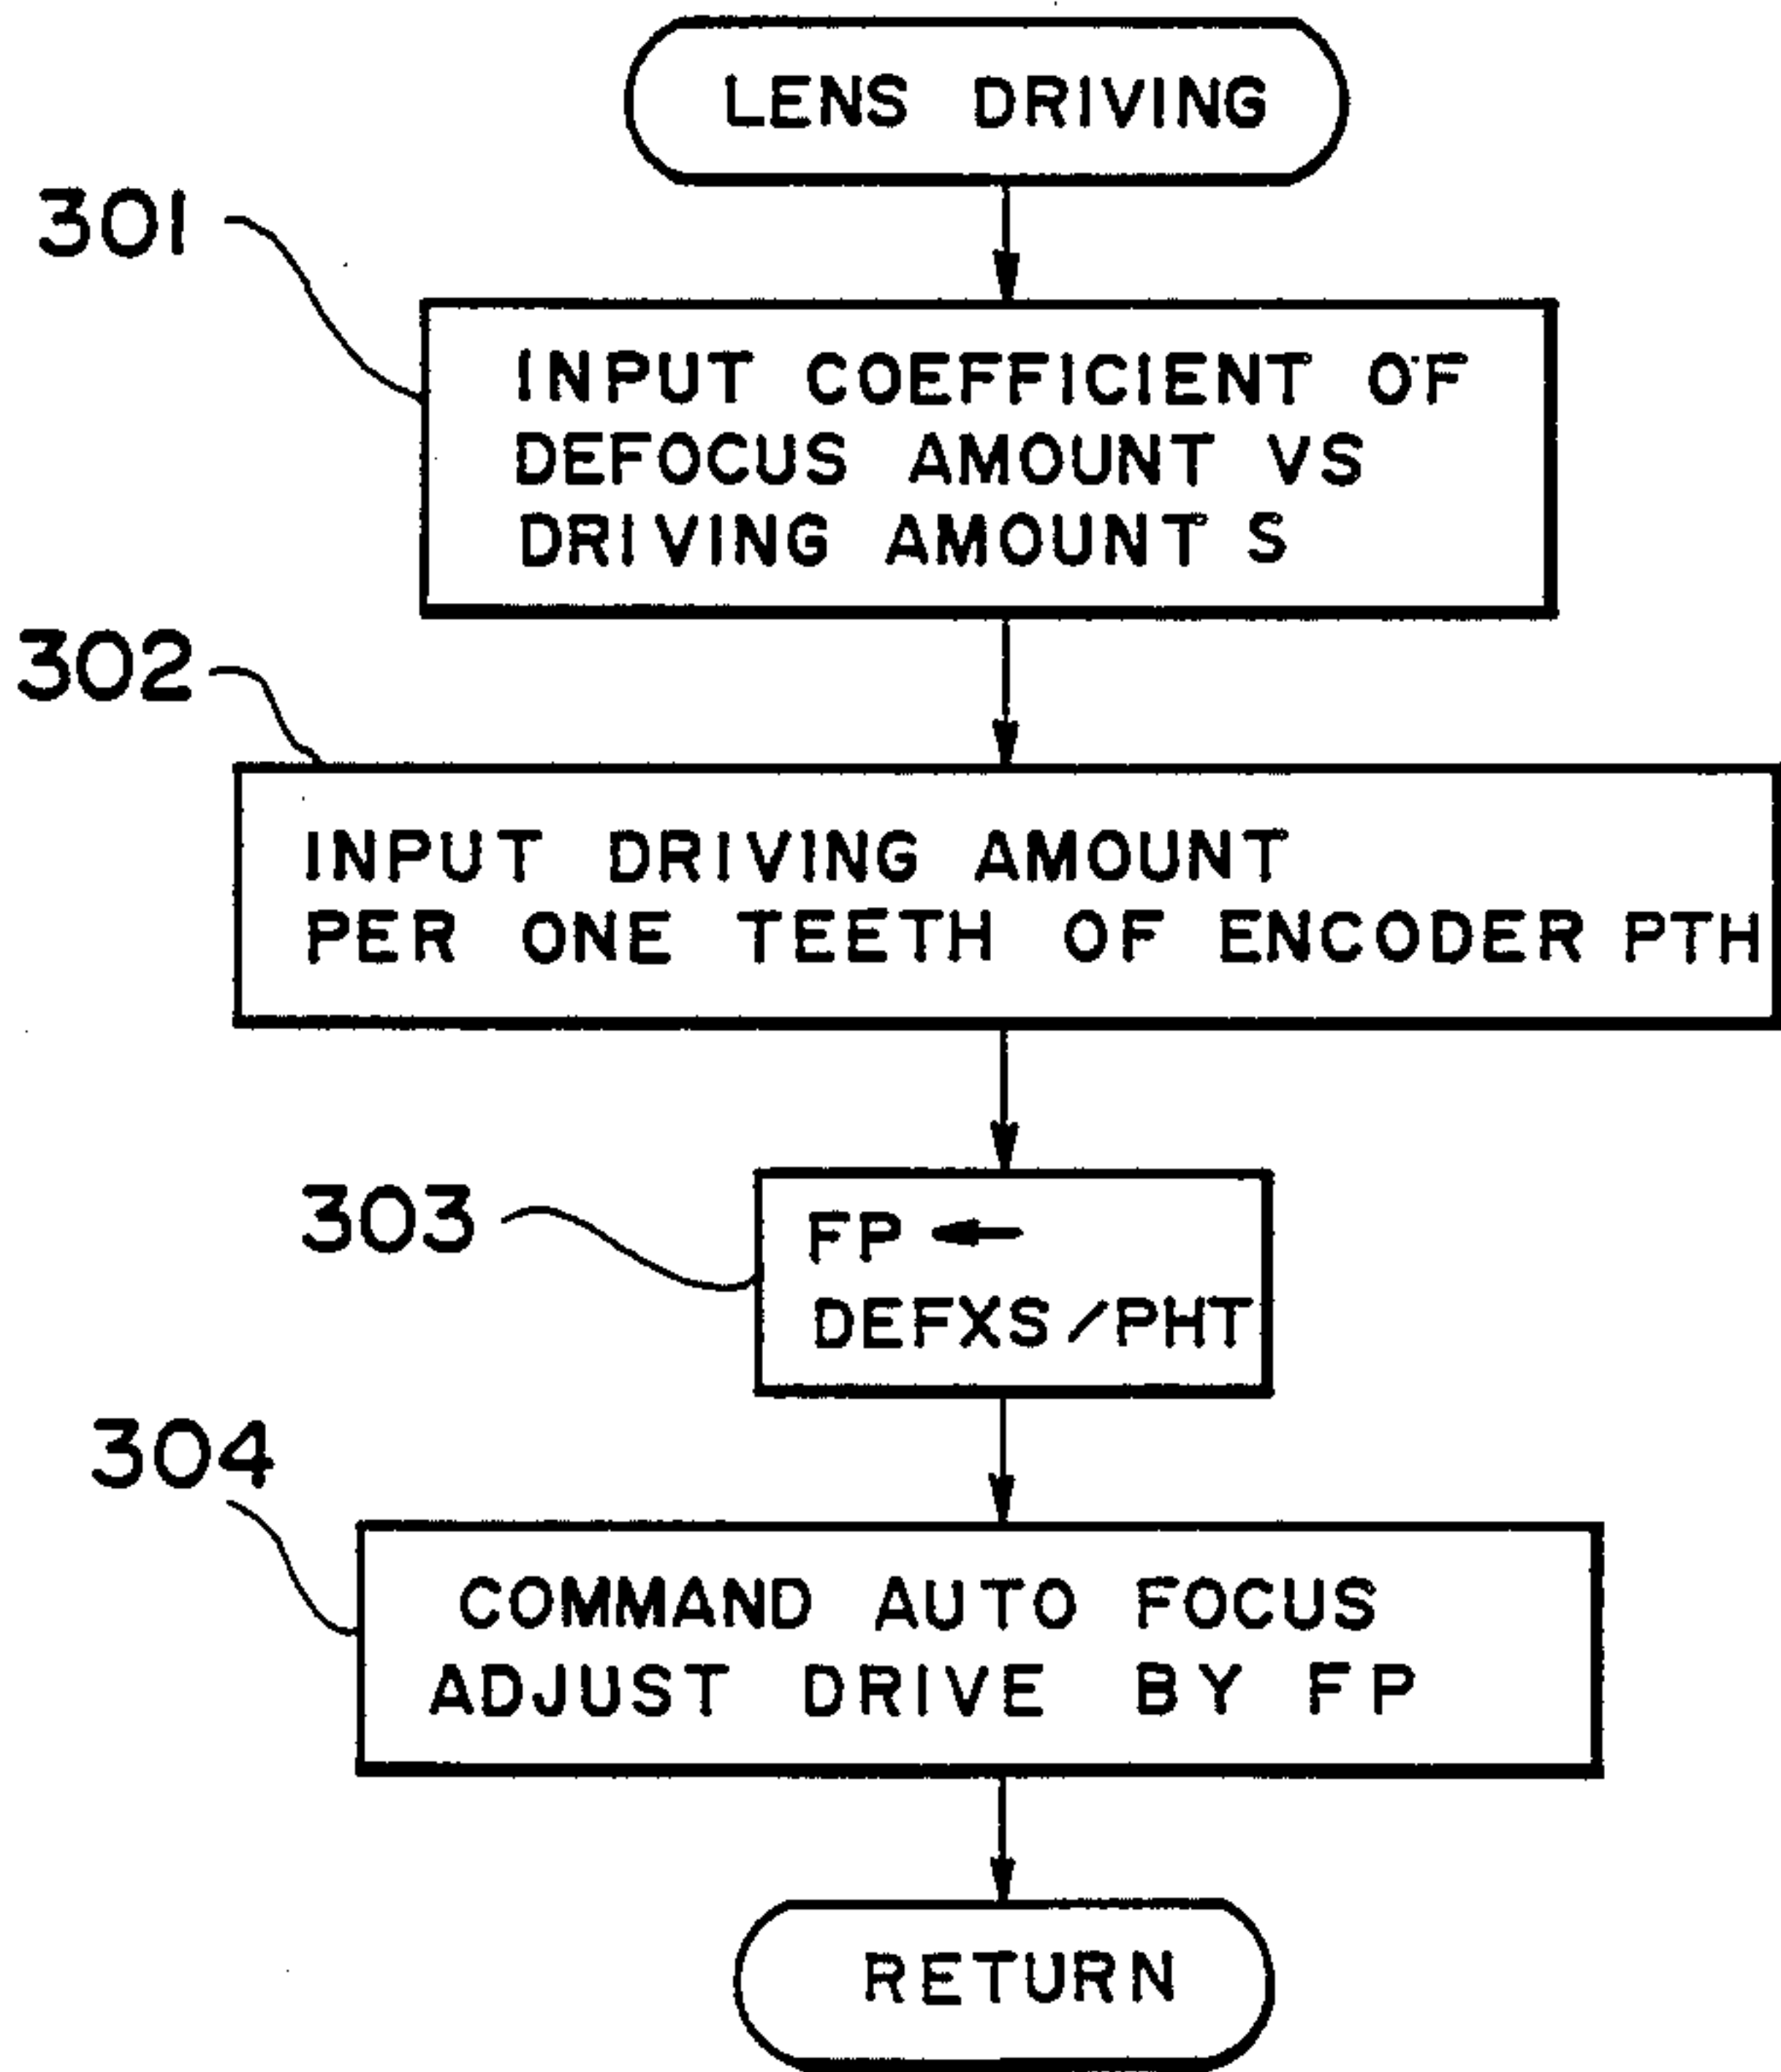 LENS DRIVING
301
INPUT COEFFICIENT OF
DEFOCUS AMOUNT VS
DRIVING AMOUNT S
302
INPUT DRIVING AMOUNT
PER ONE TEETH OF ENCODER PTH
303
FP ←
DEFXS/PHT
304
COMMAND AUTO FOCUS
ADJUST DRIVE BY FP
RETURN